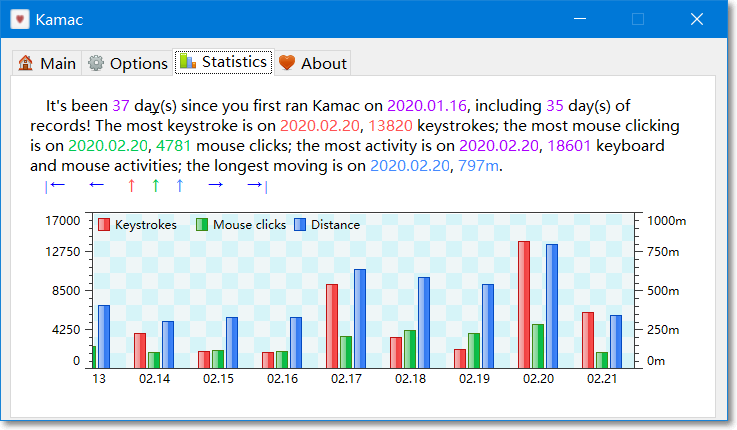 Kamac
Main Options Statistics About
It's been 37 day(s) since you first ran Kamac on 2020.01.16, including 35 day(s) of
records! The most keystroke is on 2020.02.20, 13820 keystrokes; the most mouse clicking
is on 2020.02.20, 4781 mouse clicks; the most activity is on 2020.02.20, 18601 keyboard
and mouse activities; the longest moving is on 2020.02.20, 797m.
|← ← ↑ ↑ ↑ → →|
17000 Keystrokes Mouse clicks Distance 1000m
12750 750m
8500 500m
4250 250m
0 0m
13 02.14 02.15 02.16 02.17 02.18 02.19 02.20 02.21